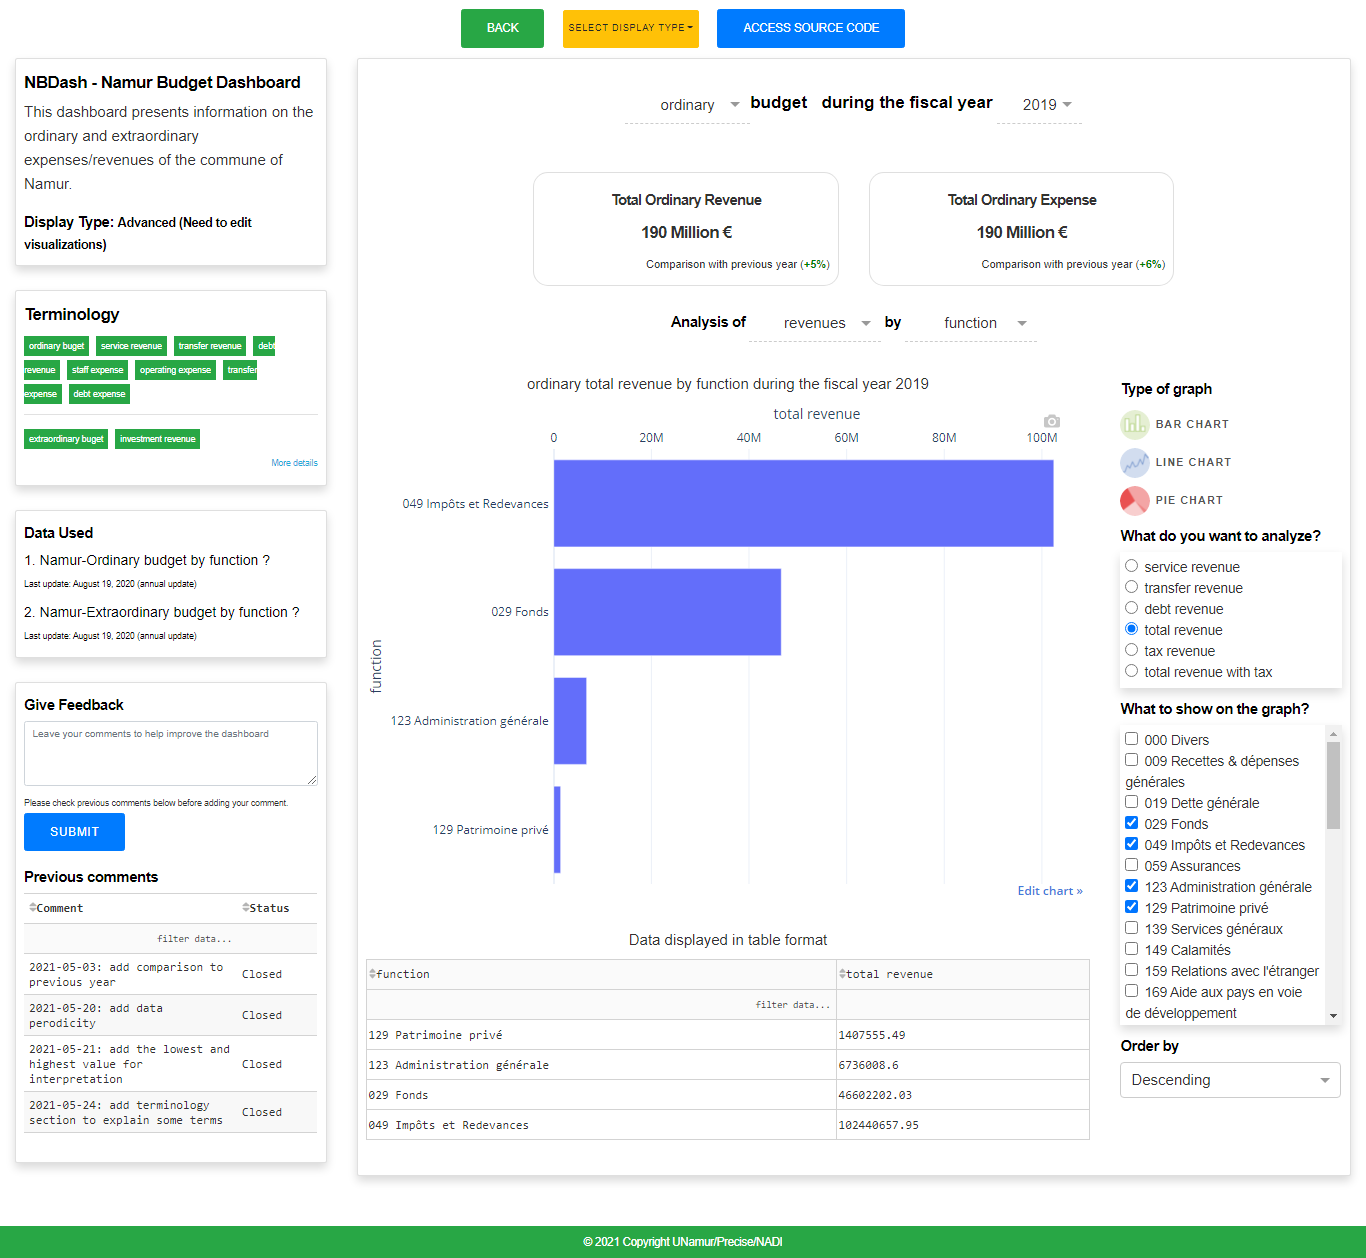 BACK
SELECT DISPLAY TYPE
ACCESS SOURCE CODE
NBDash - Namur Budget Dashboard
This dashboard presents information on the
ordinary and extraordinary
expenses/revenues of the commune of
Namur.
Display Type: Advanced (Need to edit
visualizations)
Terminology
ordinary buget service revenue transfer revenue debt
revenue staff expense operating expense transfer
expense debt expense
extraordinary buget investment revenue
More details
Data Used
1. Namur-Ordinary budget by function ?
Last update: August 19, 2020 (annual update)
2. Namur-Extraordinary budget by function ?
Last update: August 19, 2020 (annual update)
Give Feedback
Leave your comments to help improve the dashboard
Please check previous comments below before adding your comment.
SUBMIT
Previous comments
Comment Status
filter data...
2021-05-03: add comparison to
previous year
Closed
2021-05-20: add data
perodicity
Closed
2021-05-21: add the lowest and
highest value for
interpretation
Closed
2021-05-24: add terminology
section to explain some terms
Closed
ordinary budget during the fiscal year 2019
Total Ordinary Revenue
190 Million €
Comparison with previous year (+5%)
Total Ordinary Expense
190 Million €
Comparison with previous year (+6%)
Analysis of revenues by function
ordinary total revenue by function during the fiscal year 2019
total revenue
0 20M 40M 60M 80M 100M
049 Impôts et Redevances
029 Fonds
123 Administration générale
129 Patrimoine privé
function
Edit chart »
Data displayed in table format
function total revenue
filter data...
129 Patrimoine privé 1407555.49
123 Administration générale 6736008.6
029 Fonds 46602202.03
049 Impôts et Redevances 102440657.95
Type of graph
BAR CHART
LINE CHART
PIE CHART
What do you want to analyze?
service revenue
transfer revenue
debt revenue
total revenue
tax revenue
total revenue with tax
What to show on the graph?
000 Divers
009 Recettes & dépenses
générales
019 Dette générale
029 Fonds
049 Impôts et Redevances
059 Assurances
123 Administration générale
129 Patrimoine privé
139 Services généraux
149 Calamités
159 Relations avec l'étranger
169 Aide aux pays en voie
de développement
Order by
Descending
© 2021 Copyright UNamur/Precise/NADI